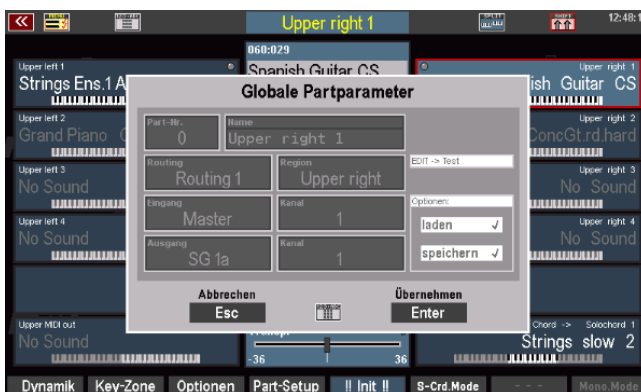 Upper right 1
12:48:1
060:029
Upper left 1
Strings Ens.1 A
Spanish Guitar CS
Upper right 1
ish Guitar CS
Globale Partparameter
Upper left 2
Grand Piano
Upper right 2
ConcGt.rd.hard
Part-Nr.
0
Name
Upper right 1
Upper left 3
No Sound
Upper right 3
No Sound
Routing
Routing 1
Region
Upper right
EDIT -> Test
Eingang
Master
Kanal
1
Optionen:
laden
speichern
Upper left 4
No Sound
Upper right 4
No Sound
Ausgang
SG 1a
Kanal
1
Abbrechen
Esc
Übernehmen
Enter
Upper MIDI out
No Sound
-36
36
Chord -> Solochord 1
Strings slow 2
Dynamik Key-Zone Optionen Part-Setup !! Init !! S-Crd.Mode - - - Mono.Mode